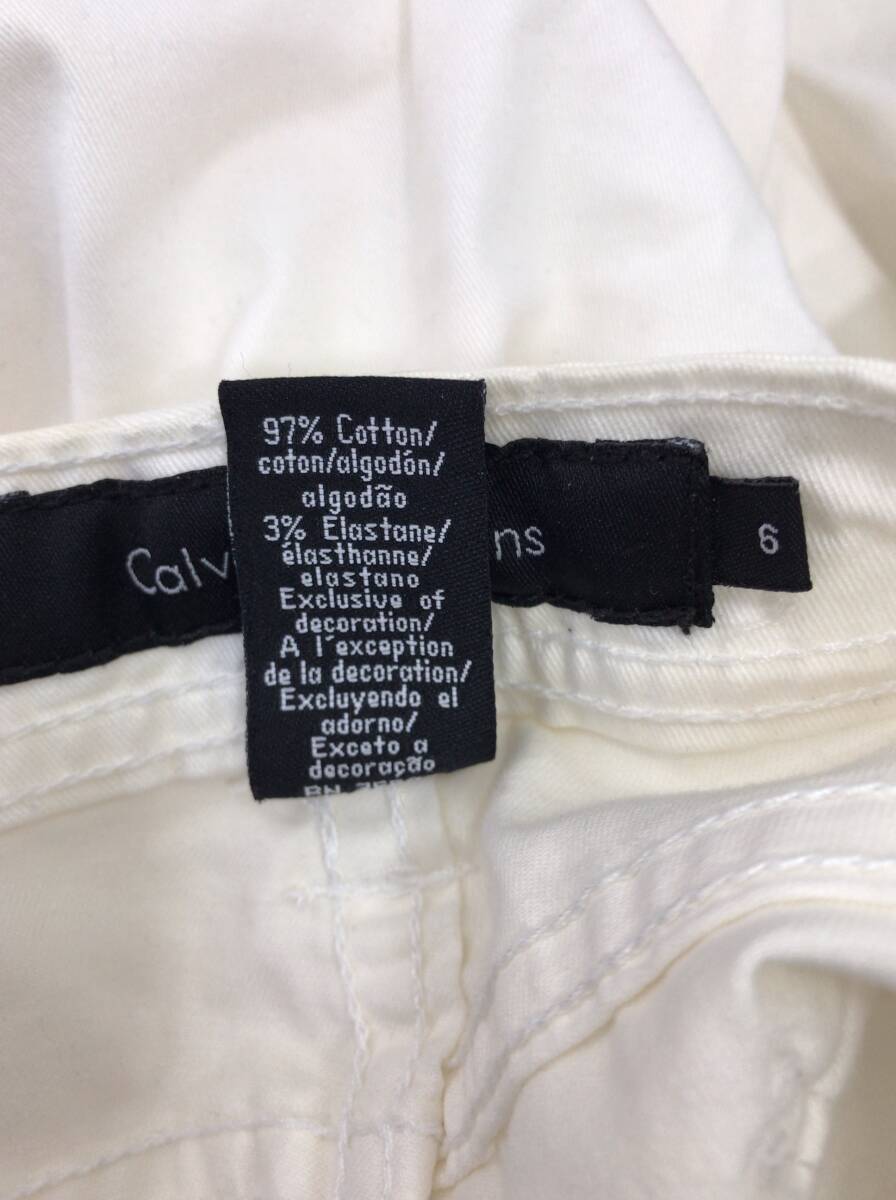 97% Cotton/
coton/algodón/
algodão
3% Elastane/
élasthanne/
elastano
Exclusive of
decoration/
A l'exception
de la decoration/
Excluyendo el
adorno/
Exceto a
decoração
Calv ns
6